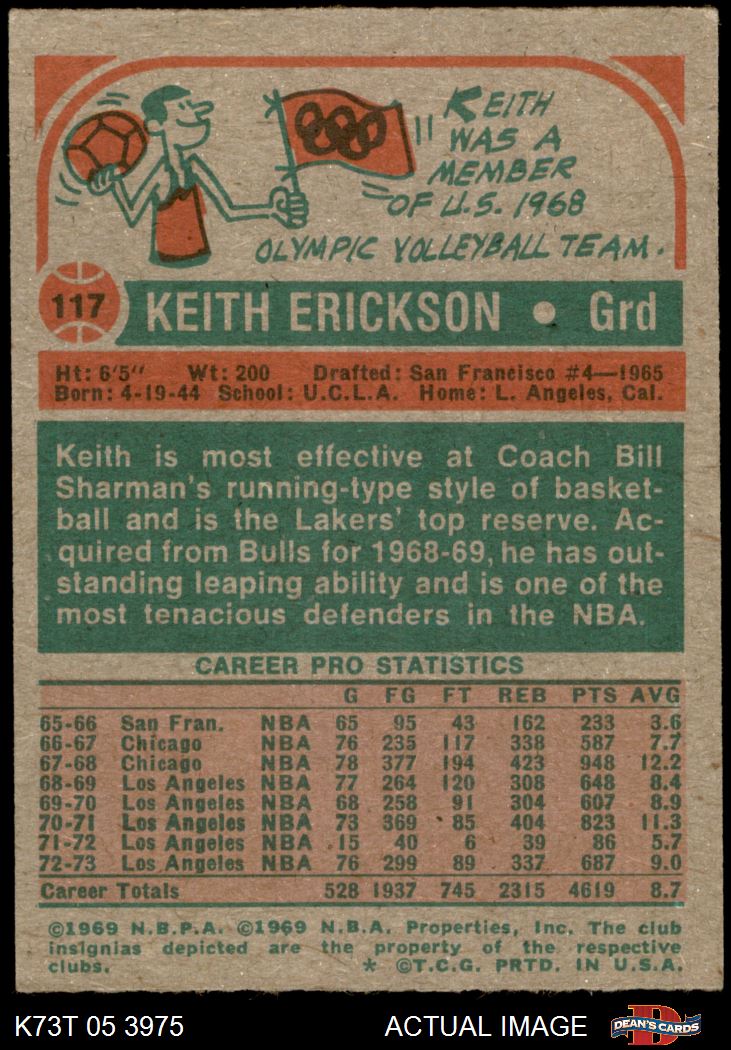 KEITH
WAS A
MEMBER
OF U.S. 1968
OLYMPIC VOLLEYBALL TEAM.
117
KEITH ERICKSON • Grd
Ht: 6'5" Wt: 200 Drafted: San Francisco #4—1965
Born: 4-19-44 School: U.C.L.A. Home: L. Angeles, Cal.
Keith is most effective at Coach Bill
Sharman's running-type style of basket-
ball and is the Lakers' top reserve. Ac-
quired from Bulls for 1968-69, he has out-
standing leaping ability and is one of the
most tenacious defenders in the NBA.
CAREER PRO STATISTICS
G FG FT REB PTS AVG
65-66 San Fran. NBA 65 95 43 162 233 3.6
66-67 Chicago NBA 76 235 117 338 587 7.7
67-68 Chicago NBA 78 377 194 423 948 12.2
68-69 Los Angeles NBA 77 264 120 308 648 8.4
69-70 Los Angeles NBA 68 258 91 304 607 8.9
70-71 Los Angeles NBA 73 369 85 404 823 11.3
71-72 Los Angeles NBA 15 40 6 39 86 5.7
72-73 Los Angeles NBA 76 299 89 337 687 9.0
Career Totals 528 1937 745 2315 4619 8.7
©1969 N.B.P.A. ©1969 N.B.A. Properties, Inc. The club
insignias depicted are the property of the respective
clubs. * ©T.C.G. PRTD. IN U.S.A.
K73T 05 3975 ACTUAL IMAGE D DEAN'S CARDS